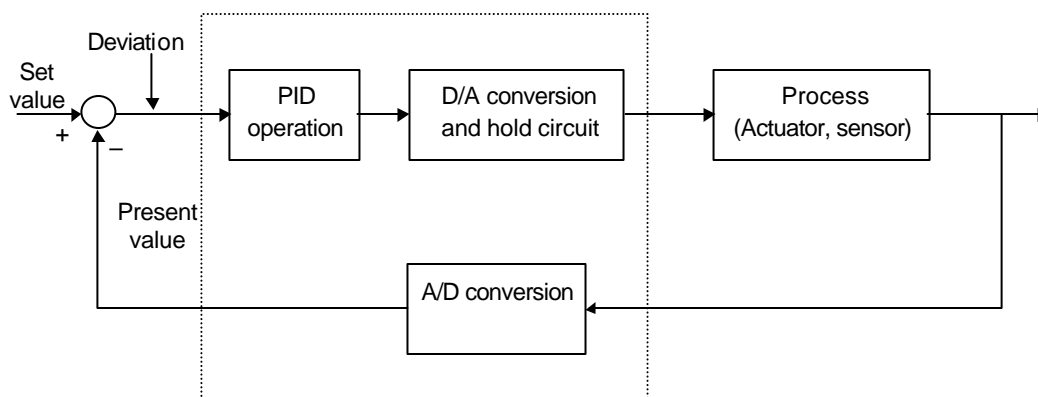 Deviation
Set
value
+
–
PID
operation
D/A conversion
and hold circuit
Process
(Actuator, sensor)
Present
value
A/D conversion